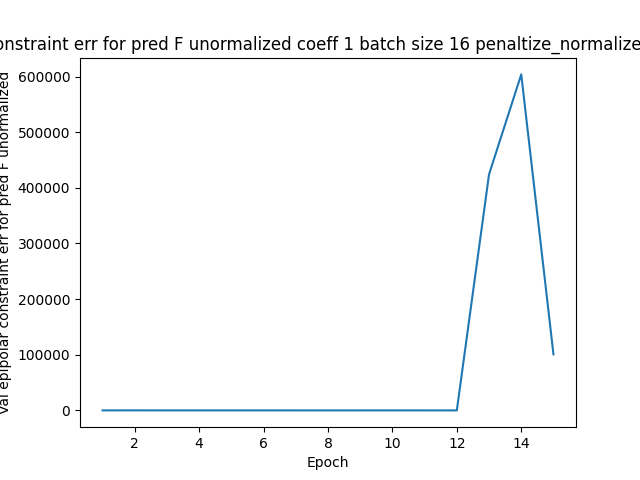 onstraint err for pred F unormalized coeff 1 batch size 16 penaltize_normalize
Val epipolar constraint err for pred F unormalized
600000
500000
400000
300000
200000
100000
0
2 4 6 8 10 12 14
Epoch